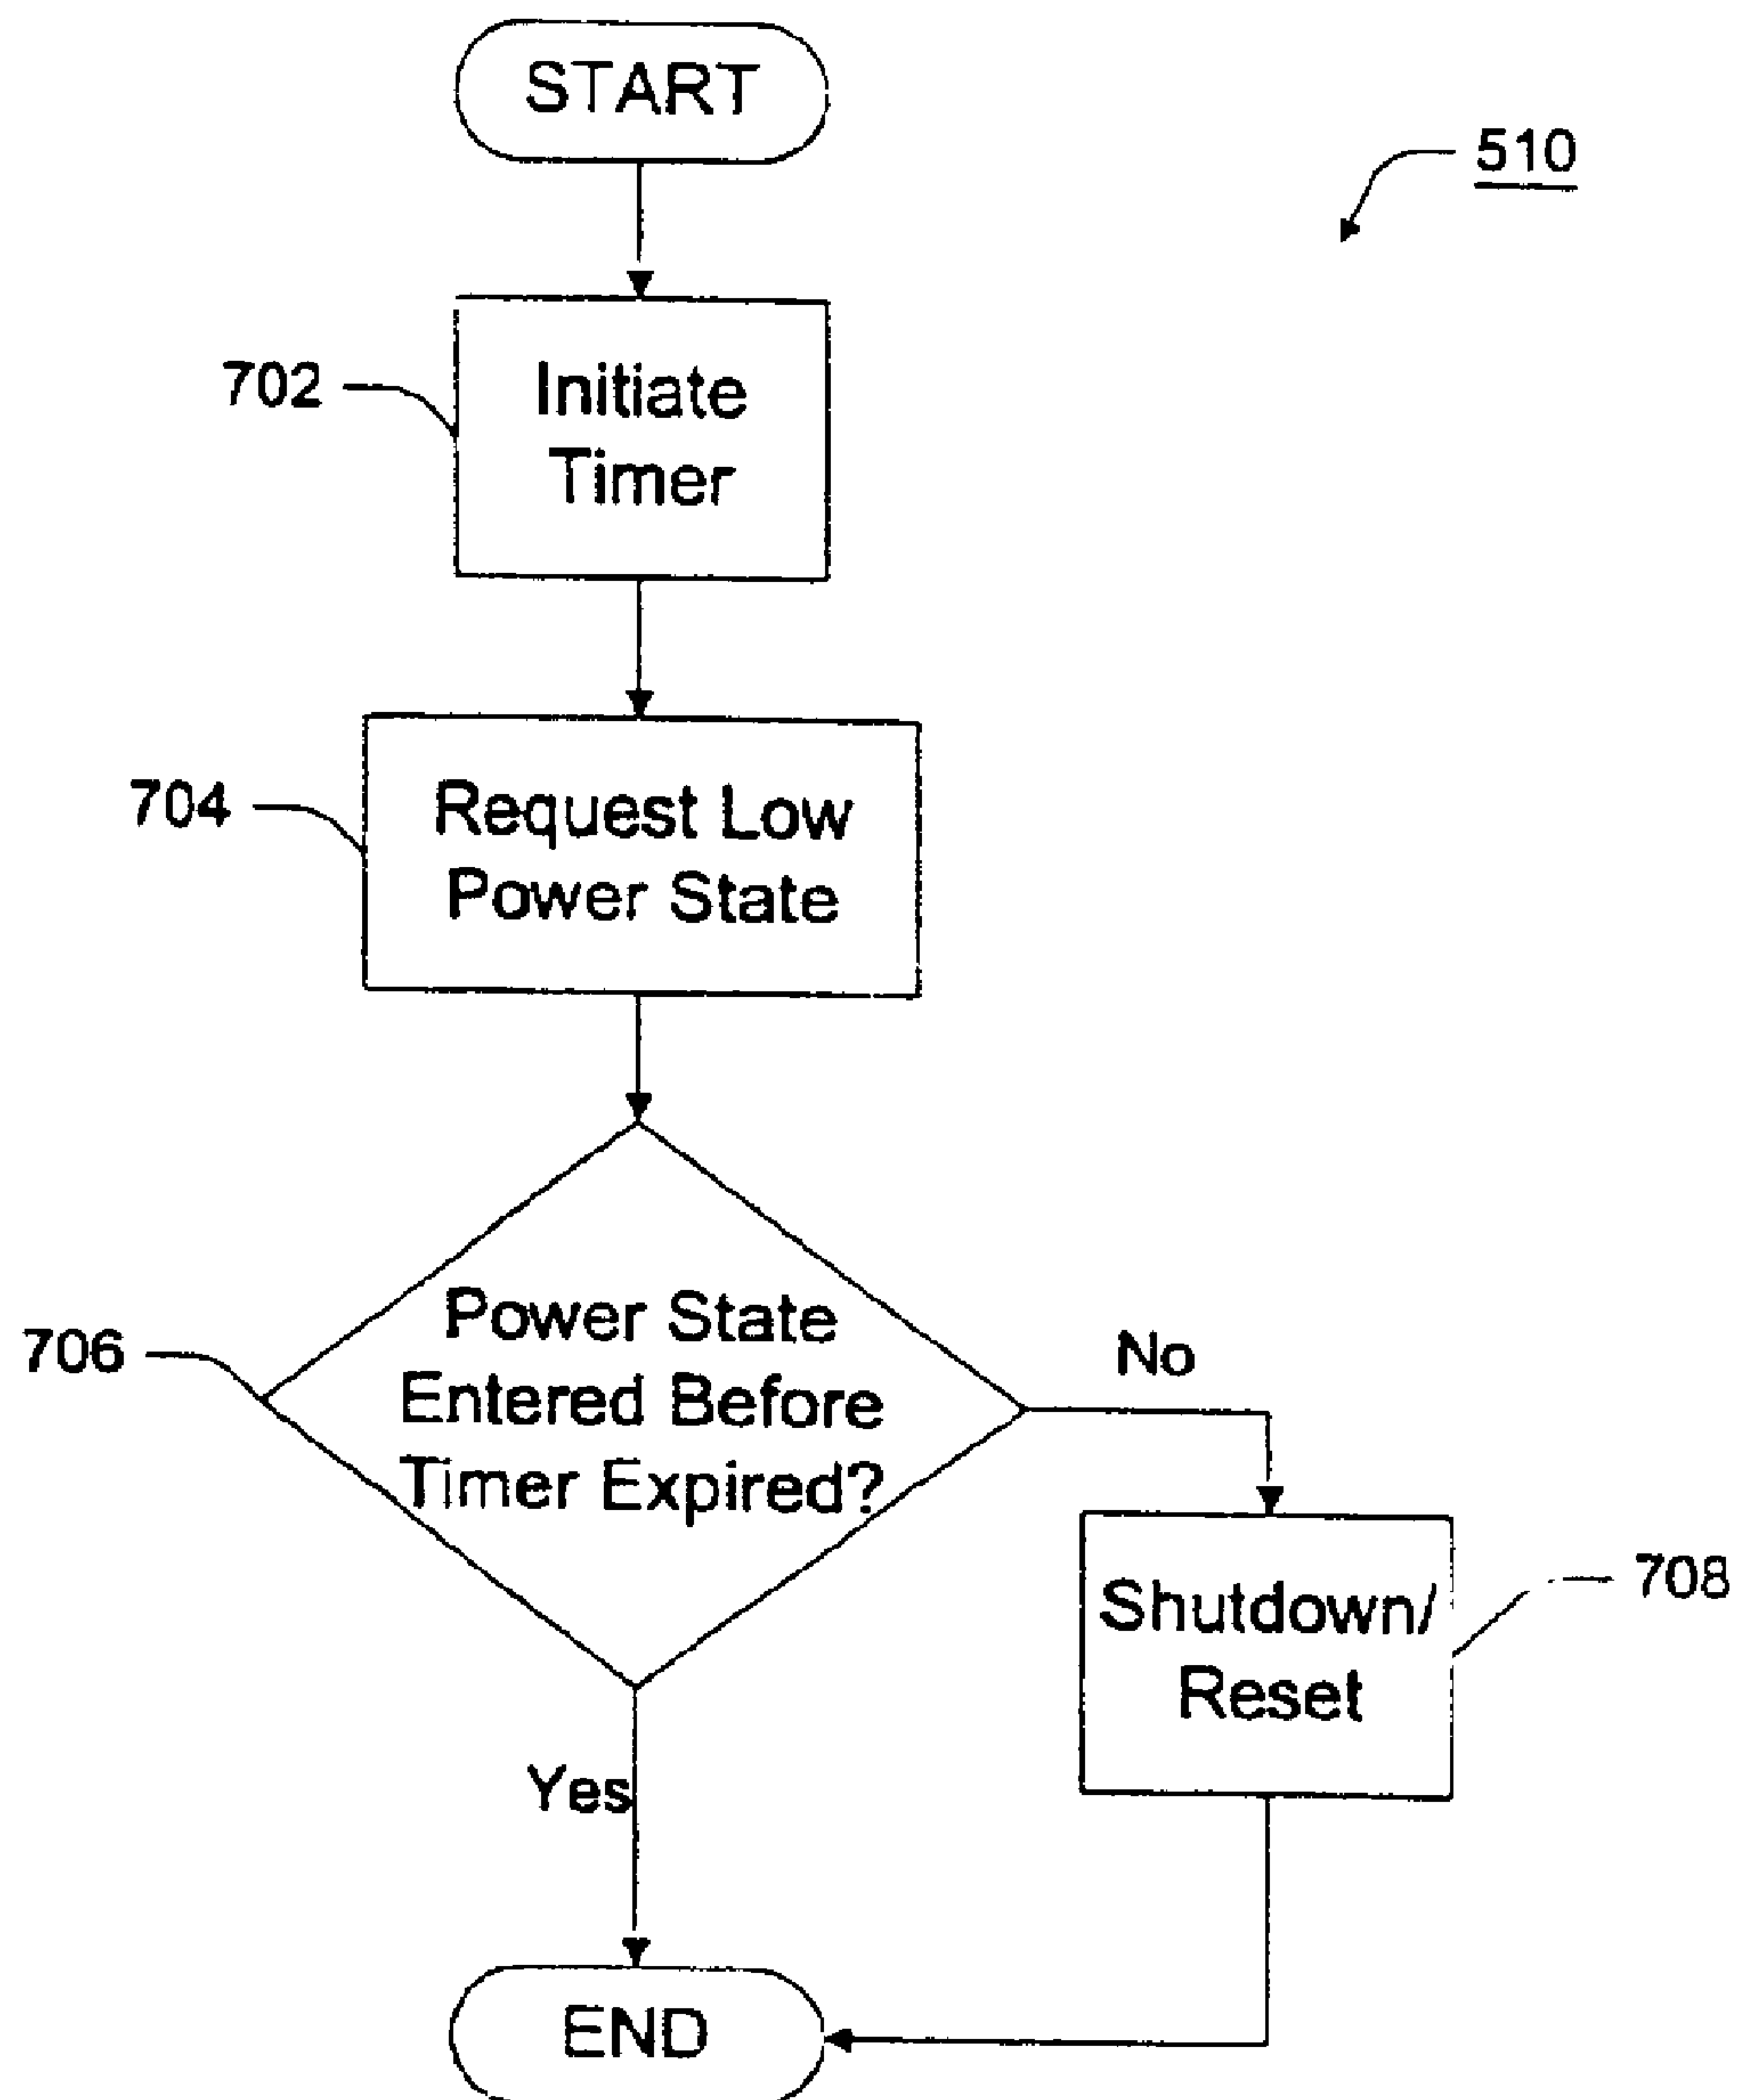 START
510
702
Initiate
Timer
704
Request Low
Power State
706
Power State
Entered Before
Timer Expired?
No
Shutdown/
Reset
708
Yes
END